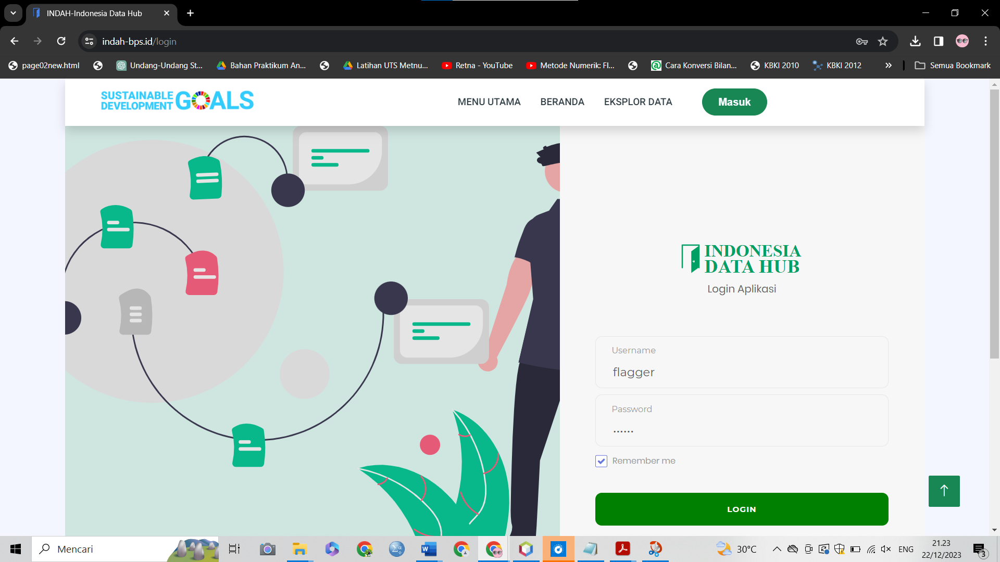 INDAH-Indonesia Data Hub
indah-bps.id/login
page02new.html
Undang-Undang St...
Bahan Praktikum An...
Latihan UTS Metnu...
Retna - YouTube
Metode Numerik: Fl...
Cara Konversi Bilan...
KBKI 2010
KBKI 2012
Semua Bookmark
SUSTAINABLE
DEVELOPMENT GOALS
MENU UTAMA
BERANDA
EKSPLOR DATA
Masuk
INDONESIA
DATA HUB
Login Aplikasi
Username
flagger
Password
......
Remember me
LOGIN
Mencari
30°C
ENG
21.23
22/12/2023
3